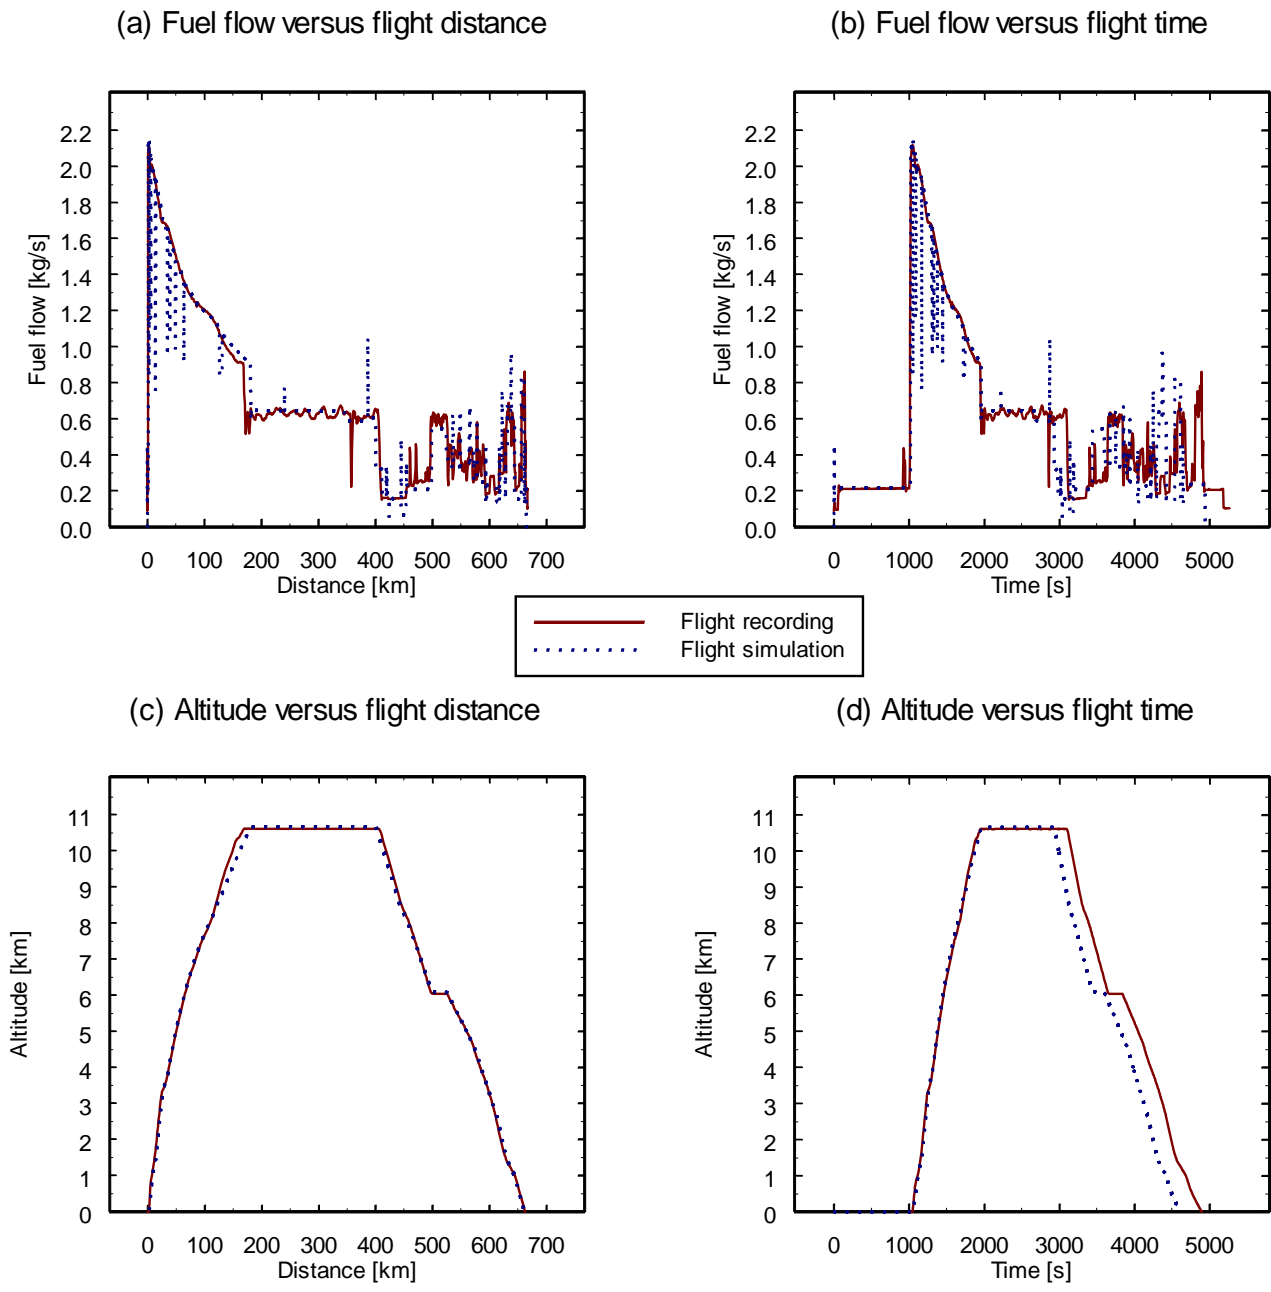 (a) Fuel flow versus flight distance
(b) Fuel flow versus flight time
Fuel flow [kg/s]
2.2
2.0
1.8
1.6
1.4
1.2
1.0
0.8
0.6
0.4
0.2
0.0
0 100 200 300 400 500 600 700
Distance [km]
Fuel flow [kg/s]
2.2
2.0
1.8
1.6
1.4
1.2
1.0
0.8
0.6
0.4
0.2
0.0
0 1000 2000 3000 4000 5000
Time [s]
Flight recording
Flight simulation
(c) Altitude versus flight distance
(d) Altitude versus flight time
Altitude [km]
11
10
9
8
7
6
5
4
3
2
1
0
0 100 200 300 400 500 600 700
Distance [km]
Altitude [km]
11
10
9
8
7
6
5
4
3
2
1
0
0 1000 2000 3000 4000 5000
Time [s]